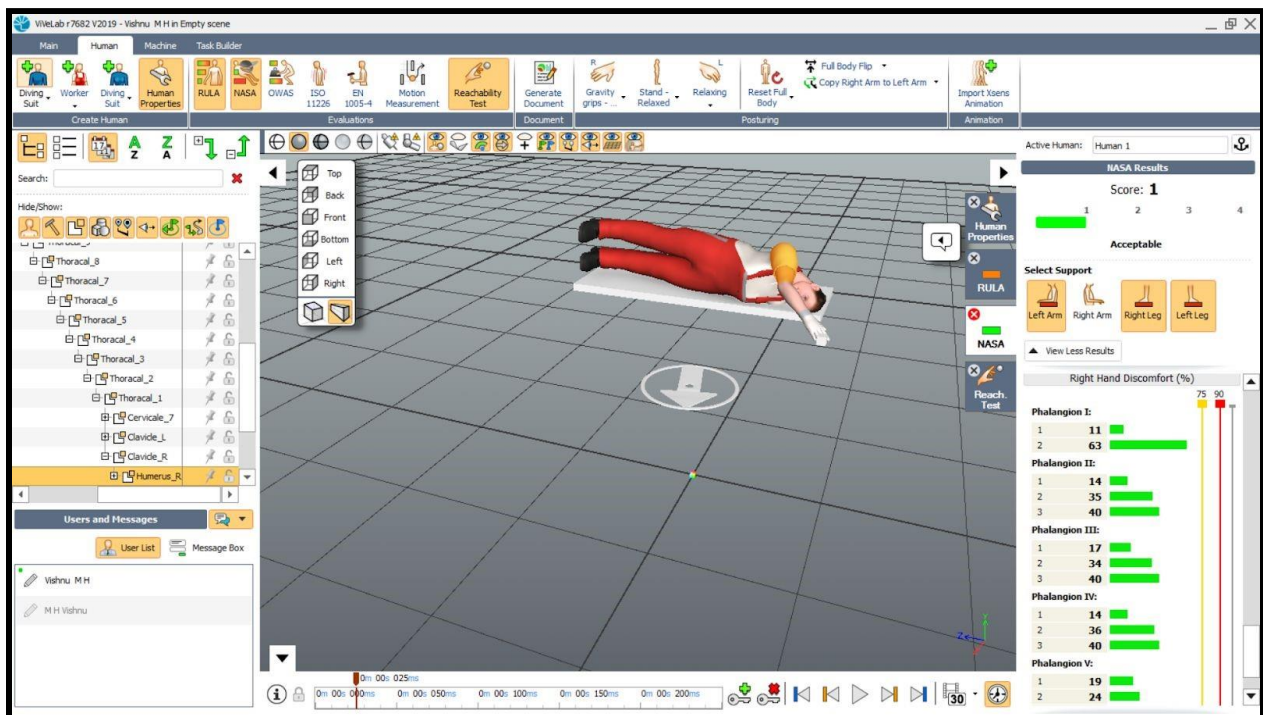 ViVeLab r7682 V2019 - Vishnu M H in Empty scene
Main Human Machine Task Builder
Diving Suit
Worker
Diving Suit
Human Properties
RULA
NASA
OWAS
ISO 11226
EN 1005-4
Motion Measurement
Reachability Test
Generate Document
R
Gravity grips - ...
Stand - Relaxed
L
Relaxing
Reset Full Body
Full Body Flip
Copy Right Arm to Left Arm
Import Xsens Animation
Create Human Evaluations Document Posturing Animation
17
A Z
Z A
Search:
Hide/Show:
Thoracal_9
Thoracal_8
Thoracal_7
Thoracal_6
Thoracal_5
Thoracal_4
Thoracal_3
Thoracal_2
Thoracal_1
Cervicale_7
Clavide_L
Clavide_R
Humerus_R
Users and Messages
User List Message Box
Vishnu M H
M H Vishnu
Top
Back
Front
Bottom
Left
Right
Human Properties
RULA
NASA
Reach. Test
Y
Z
0m 00s 025ms
0m 00s 000ms 0m 00s 050ms 0m 00s 100ms 0m 00s 150ms 0m 00s 200ms
30
Active Human: Human 1
NASA Results
Score: 1
1 2 3 4
Acceptable
Select Support
Left Arm Right Arm Right Leg Left Leg
View Less Results
Right Hand Discomfort (%)
75 90
Phalangion I:
1 11
2 63
Phalangion II:
1 14
2 35
3 40
Phalangion III:
1 17
2 34
3 40
Phalangion IV:
1 14
2 36
3 40
Phalangion V:
1 19
2 24